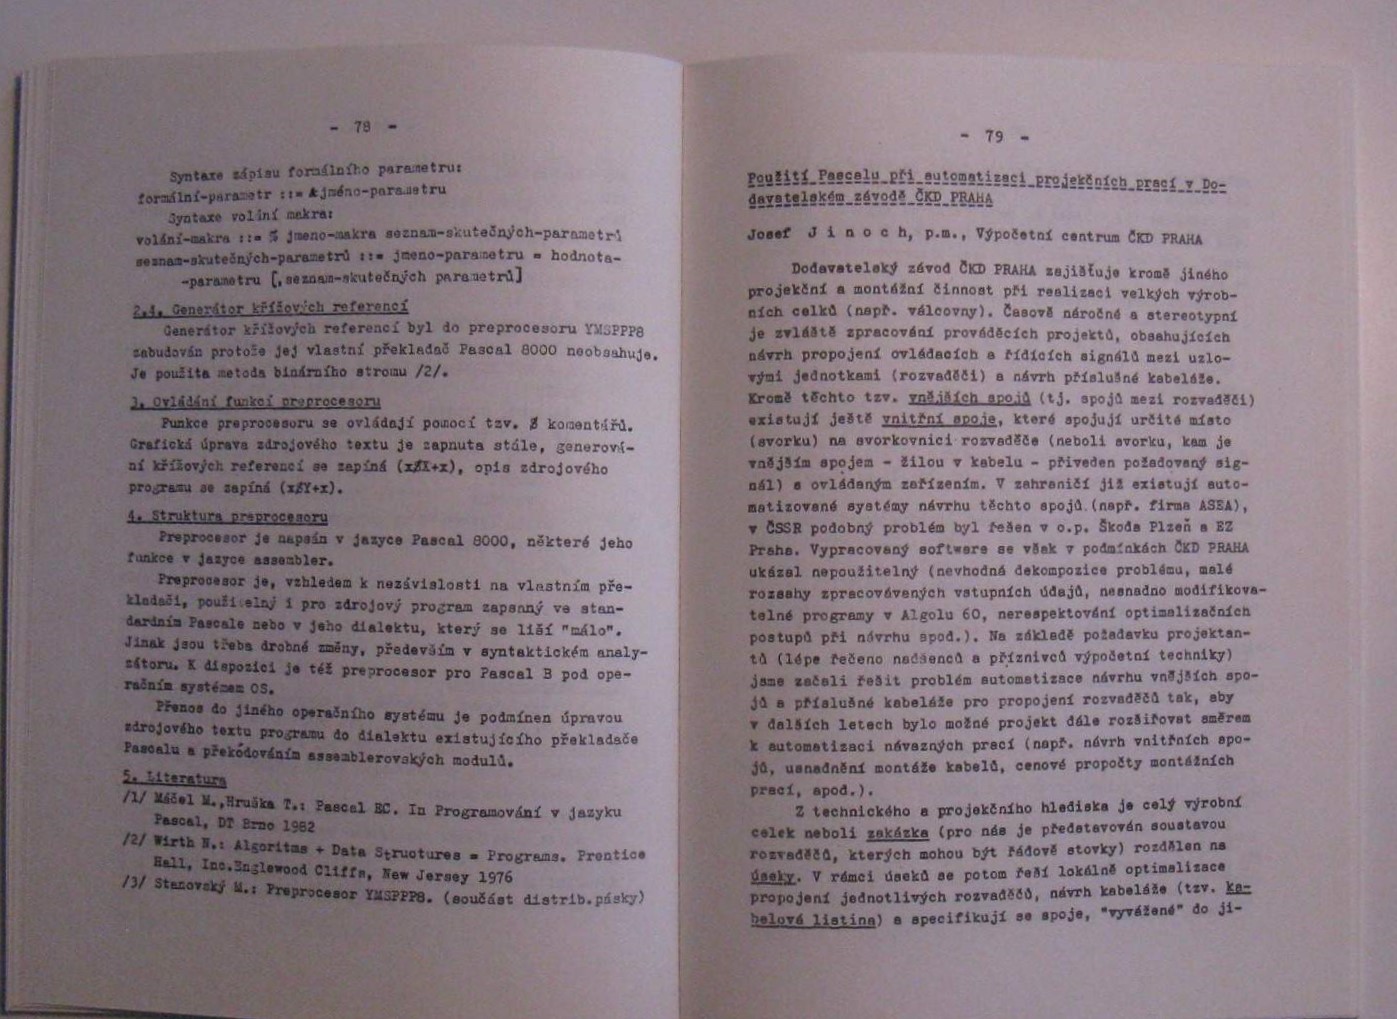 - 78 -
Syntaxe zápisu formálního parametru:
formální-parametr ::= &jméno-parametru
Syntaxe volání makra:
volání-makra ::= % jmeno-makra seznam-skutečných-parametrů
seznam-skutečných-parametrů ::= jmeno-parametru = hodnota-
-parametru [,seznam-skutečných parametrů]
2.4. Generátor křížových referencí
Generátor křížových referencí byl do preprocesoru YMSPPP8
zabudován protože jej vlastní překladač Pascal 8000 neobsahuje.
Je použita metoda binárního stromu /2/.
3. Ovládání funkcí preprocesoru
Funkce preprocesoru se ovládají pomocí tzv. $ komentářů.
Grafická úprava zdrojového textu je zapnuta stále, generová-
ní křížových referencí se zapíná (x$X+x), opis zdrojového
programu se zapíná (x$Y+x).
4. Struktura preprocesoru
Preprocesor je napsán v jazyce Pascal 8000, některé jeho
funkce v jazyce assembler.
Preprocesor je, vzhledem k nezávislosti na vlastním pře-
kladači, použitelný i pro zdrojový program zapsaný ve stan-
dardním Pascale nebo v jeho dialektu, který se liší "málo".
Jinak jsou třeba drobné změny, především v syntaktickém analy-
zátoru. K dispozici je též preprocesor pro Pascal B pod ope-
račním systémem OS.
Přenos do jiného operačního systému je podmínen úpravou
zdrojového textu programu do dialektu existujícího překladače
Pascalu a překódováním assemblerovských modulů.
5. Literatura
/1/ Máčel M.,Hruška T.: Pascal EC. In Programování v jazyku
Pascal, DT Brno 1982
/2/ Wirth N.: Algoritms + Data Structures = Programs. Prentice
Hall, Inc.Englewood Cliffs, New Jersey 1976
/3/ Stanovský M.: Preprocesor YMSPPP8. (součást distrib.pásky)
- 79 -
Použití Pascalu při automatizaci projekčních prací v Do-
davatelském závodě ČKD PRAHA
Josef J i n o c h, p.m., Výpočetní centrum ČKD PRAHA
Dodavatelský závod ČKD PRAHA zajišťuje kromě jiného
projekční a montážní činnost při realizaci velkých výrob-
ních celků (např. válcovny). Časově náročné a stereotypní
je zvláště zpracování prováděcích projektů, obsahujících
návrh propojení ovládacích a řídících signálů mezi uzlo-
vými jednotkami (rozvaděči) a návrh příslušné kabeláže.
Kromě těchto tzv. vnějších spojů (tj. spojů mezi rozvaděči)
existují ještě vnitřní spoje, které spojují určité místo
(svorku) na svorkovnici rozvaděče (neboli svorku, kam je
vnějším spojem - žilou v kabelu - přiveden požadovaný sig-
nál) s ovládaným zařízením. V zahraničí již existují auto-
matizované systémy návrhu těchto spojů (např. firma ASEA),
v ČSSR podobný problém byl řešen v o.p. Škoda Plzeň a EZ
Praha. Vypracovaný software se však v podmínkách ČKD PRAHA
ukázal nepoužitelný (nevhodná dekompozice problému, malé
rozsahy zpracovávených vstupních údajů, nesnadno modifikova-
telné programy v Algolu 60, nerespektování optimalizačních
postupů při návrhu apod.). Na základě požadavku projektan-
tů (lépe řečeno nadšenců a příznivců výpočetní techniky)
jsme začali řešit problém automatizace návrhu vnějších spo-
jů a příslušné kabeláže pro propojení rozvaděčů tak, aby
v dalších letech bylo možné projekt dále rozšiřovat směrem
k automatizaci návazných prací (např. návrh vnitřních spo-
jů, usnadnění montáže kabelů, cenové propočty montážních
prací, apod.).
Z technického a projekčního hlediska je celý výrobní
celek neboli zakázka (pro nás je představován soustavou
rozvaděčů, kterých mohou být řádově stovky) rozdělen na
úseky. V rámci úseků se potom řeší lokálně optimalizace
propojení jednotlivých rozvaděčů, návrh kabeláže (tzv. ka-
belová listina) a specifikují se spoje, "vyvážené" do ji-